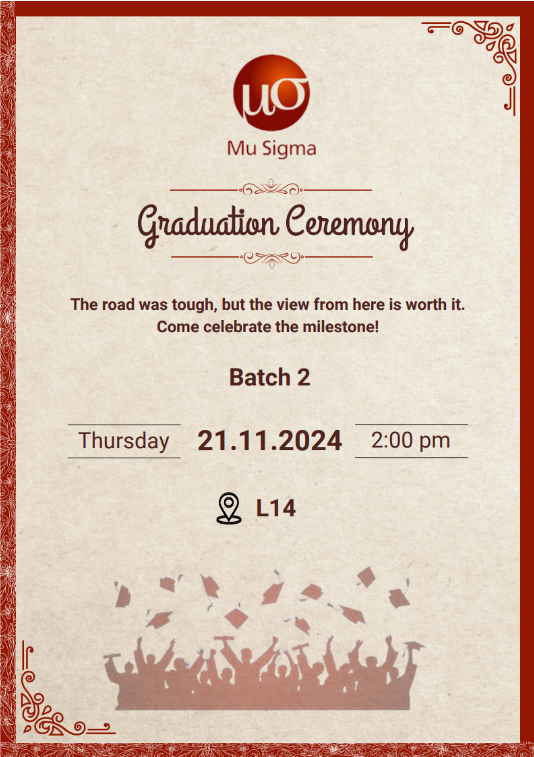 μσ
Mu Sigma
Graduation Ceremony
The road was tough, but the view from here is worth it.
Come celebrate the milestone!
Batch 2
Thursday 21.11.2024 2:00 pm
L14